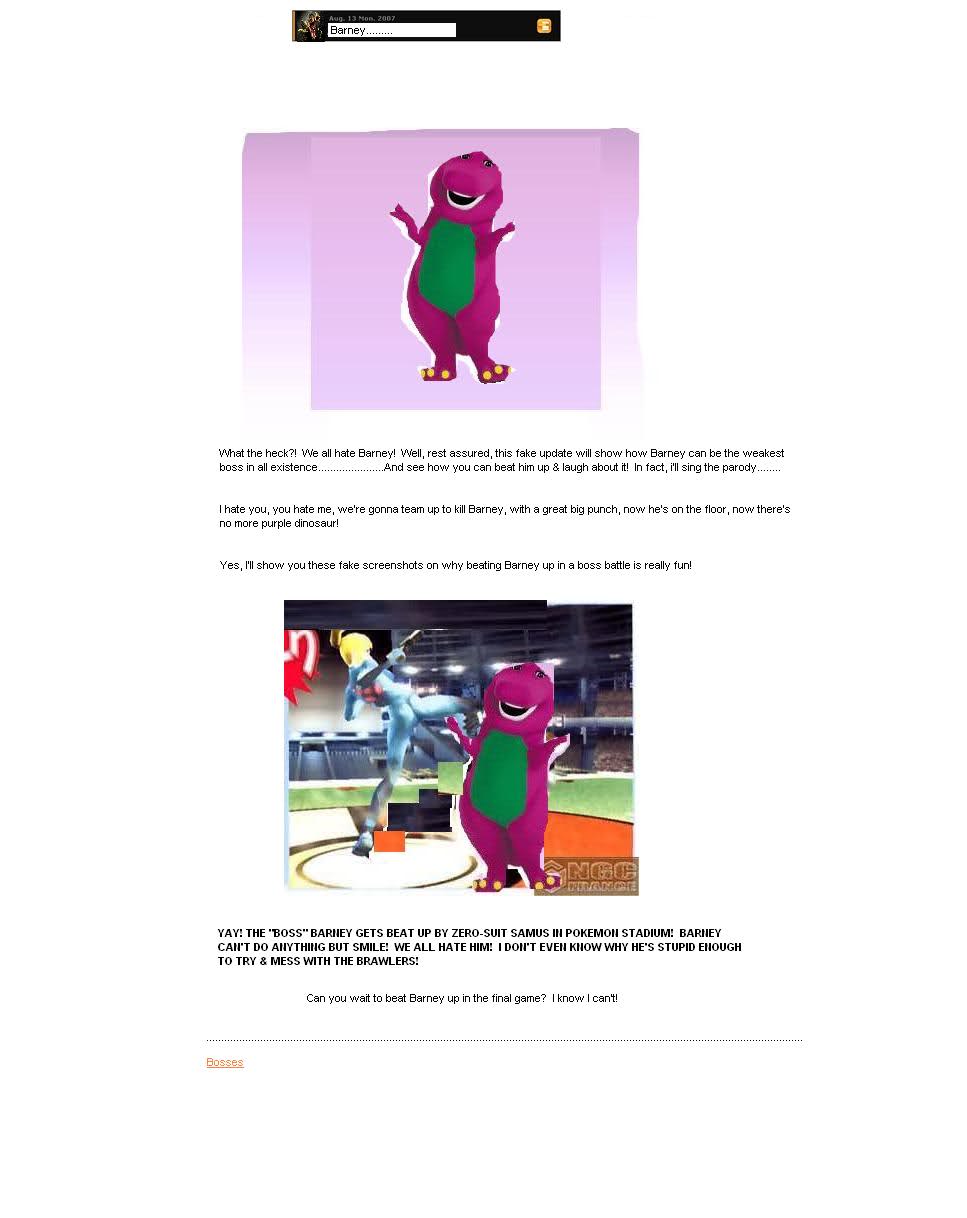 Aug. 13 Mon. 2007
Barney.........
What the heck?!  We all hate Barney!  Well, rest assured, this fake update will show how Barney can be the weakest
boss in all existence......................And see how you can beat him up & laugh about it!  In fact, i'll sing the parody........
I hate you, you hate me, we're gonna team up to kill Barney, with a great big punch, now he's on the floor, now there's
no more purple dinosaur!
Yes, I'll show you these fake screenshots on why beating Barney up in a boss battle is really fun!
NGC
FRANCE
YAY! THE "BOSS" BARNEY GETS BEAT UP BY ZERO-SUIT SAMUS IN POKEMON STADIUM!  BARNEY
CAN'T DO ANYTHING BUT SMILE!  WE ALL HATE HIM!  I DON'T EVEN KNOW WHY HE'S STUPID ENOUGH
TO TRY & MESS WITH THE BRAWLERS!
Can you wait to beat Barney up in the final game?  I know I can't!
Bosses